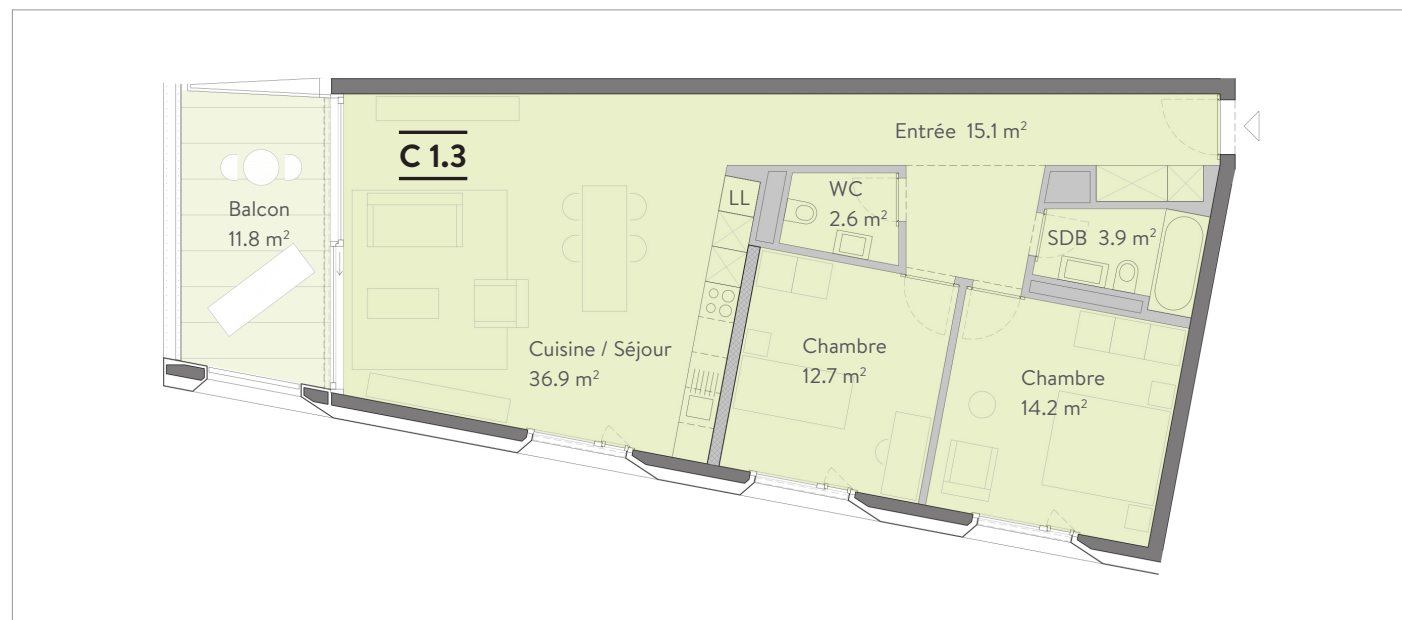 C 1.3
Entrée 15.1 m²
Balcon
11.8 m²
LL
WC
2.6 m²
SDB 3.9 m²
Cuisine / Séjour
36.9 m²
Chambre
12.7 m²
Chambre
14.2 m²